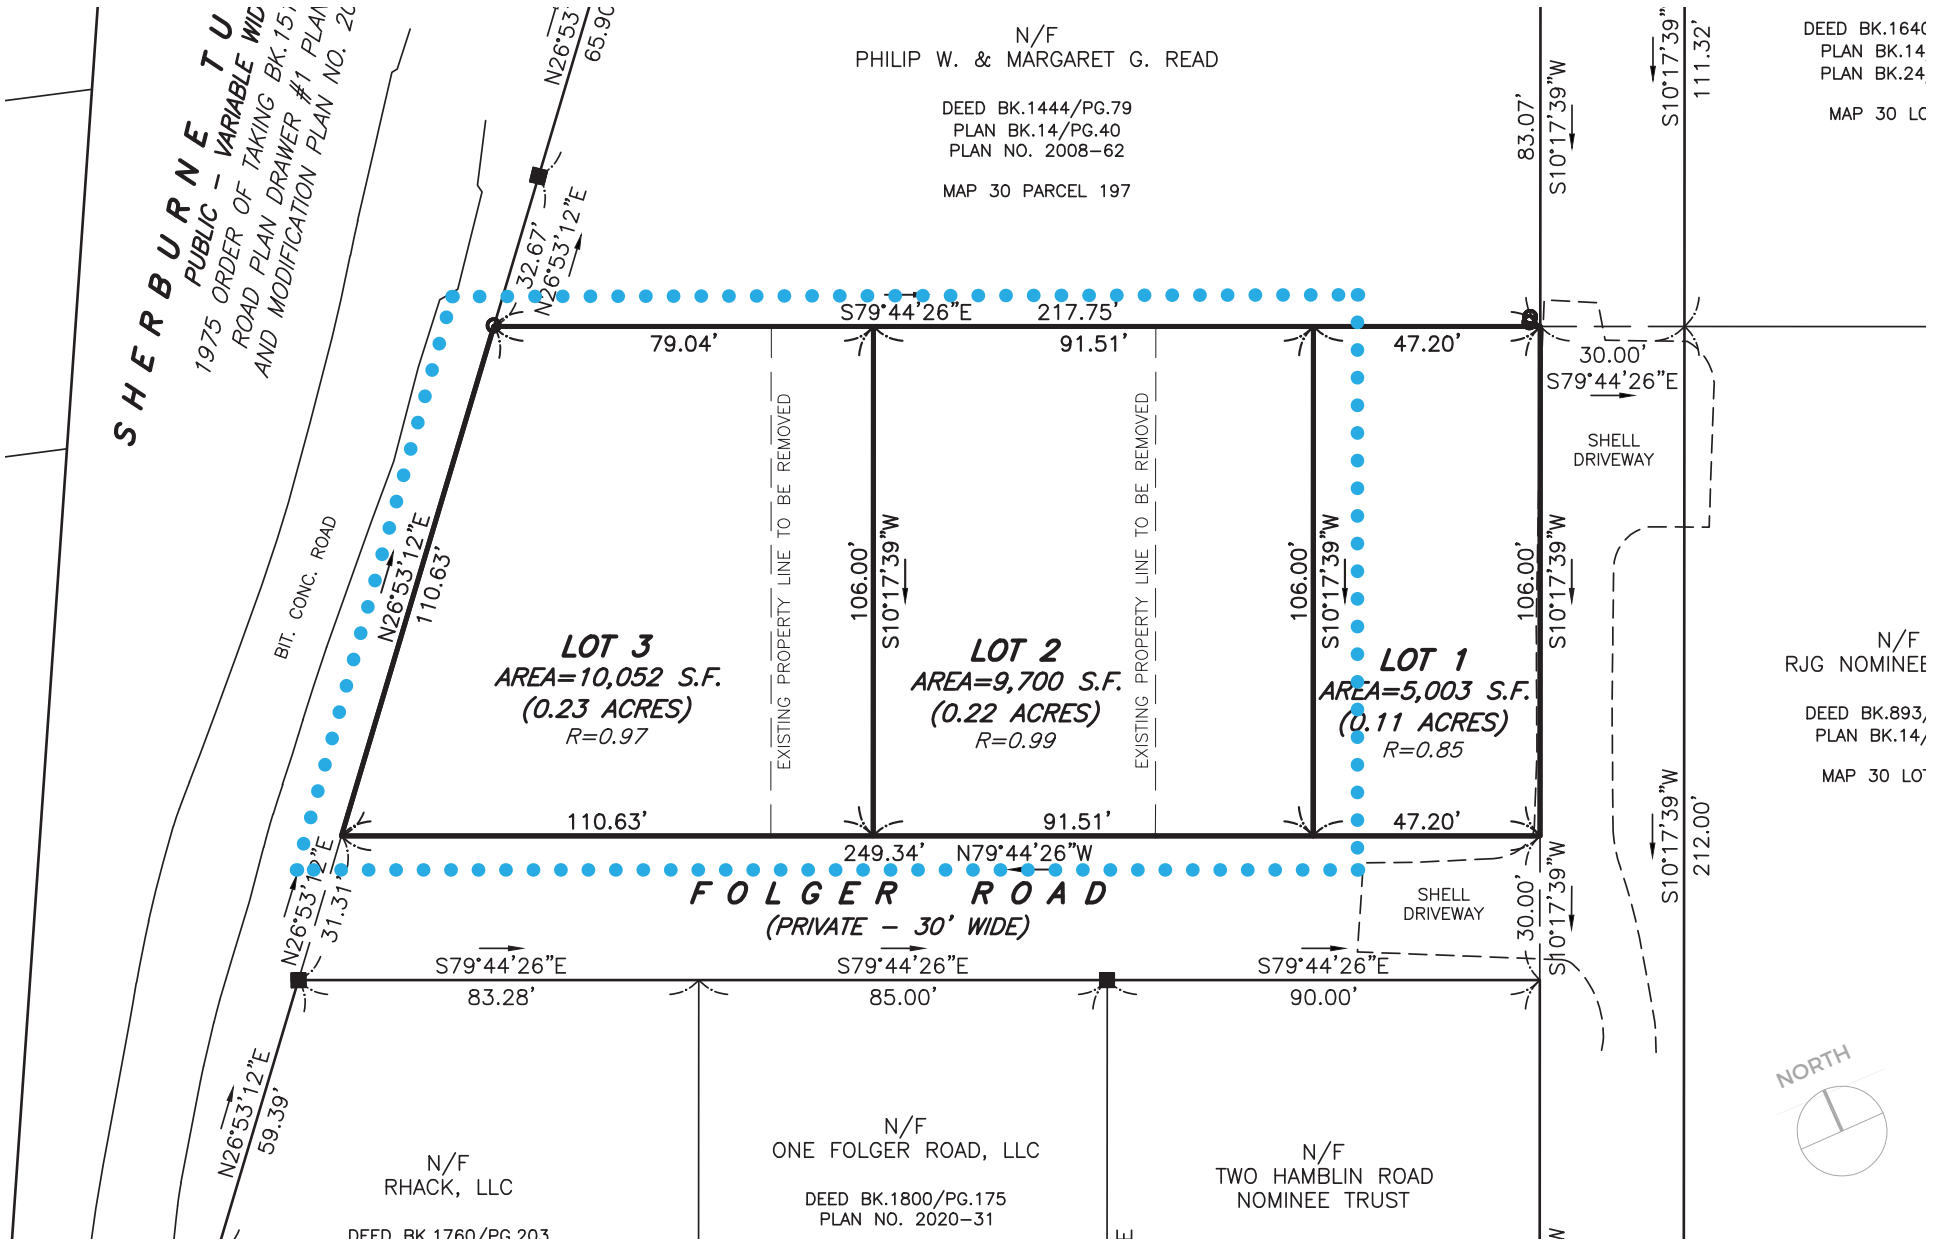 SHERBURNE TU
PUBLIC - VARIABLE WID
1975 ORDER OF TAKING BK.151
ROAD PLAN DRAWER #1 PLAN
AND MODIFICATION PLAN NO. 20
N26°53'
65.90
N/F
PHILIP W. & MARGARET G. READ
DEED BK.1444/PG.79
PLAN BK.14/PG.40
PLAN NO. 2008-62
MAP 30 PARCEL 197
83.07'
S10°17'39"W
S10°17'39"
111.32'
DEED BK.1640
PLAN BK.14
PLAN BK.24
MAP 30 LO
32.67'
N26°53'12"E
S79°44'26"E
217.75'
79.04'
91.51'
47.20'
30.00'
S79°44'26"E
SHELL
DRIVEWAY
BIT. CONC. ROAD
N26°53'12"E
110.63'
EXISTING PROPERTY LINE TO BE REMOVED
106.00'
S10°17'39"W
EXISTING PROPERTY LINE TO BE REMOVED
106.00'
S10°17'39"W
106.00'
S10°17'39"W
LOT 3
AREA=10,052 S.F.
(0.23 ACRES)
R=0.97
LOT 2
AREA=9,700 S.F.
(0.22 ACRES)
R=0.99
LOT 1
AREA=5,003 S.F.
(0.11 ACRES)
R=0.85
N/F
RJG NOMINEE
DEED BK.893/
PLAN BK.14/
MAP 30 LOT
S10°17'39"W
212.00'
110.63'
91.51'
47.20'
249.34'
N79°44'26"W
FOLGER ROAD
(PRIVATE - 30' WIDE)
N26°53'12"E
31.31'
SHELL
DRIVEWAY
30.00'
S10°17'39"W
S79°44'26"E
83.28'
S79°44'26"E
85.00'
S79°44'26"E
90.00'
N26°53'12"E
59.39'
N/F
RHACK, LLC
DEED BK.1760/PG.203
N/F
ONE FOLGER ROAD, LLC
DEED BK.1800/PG.175
PLAN NO. 2020-31
N/F
TWO HAMBLIN ROAD
NOMINEE TRUST
E
W
NORTH